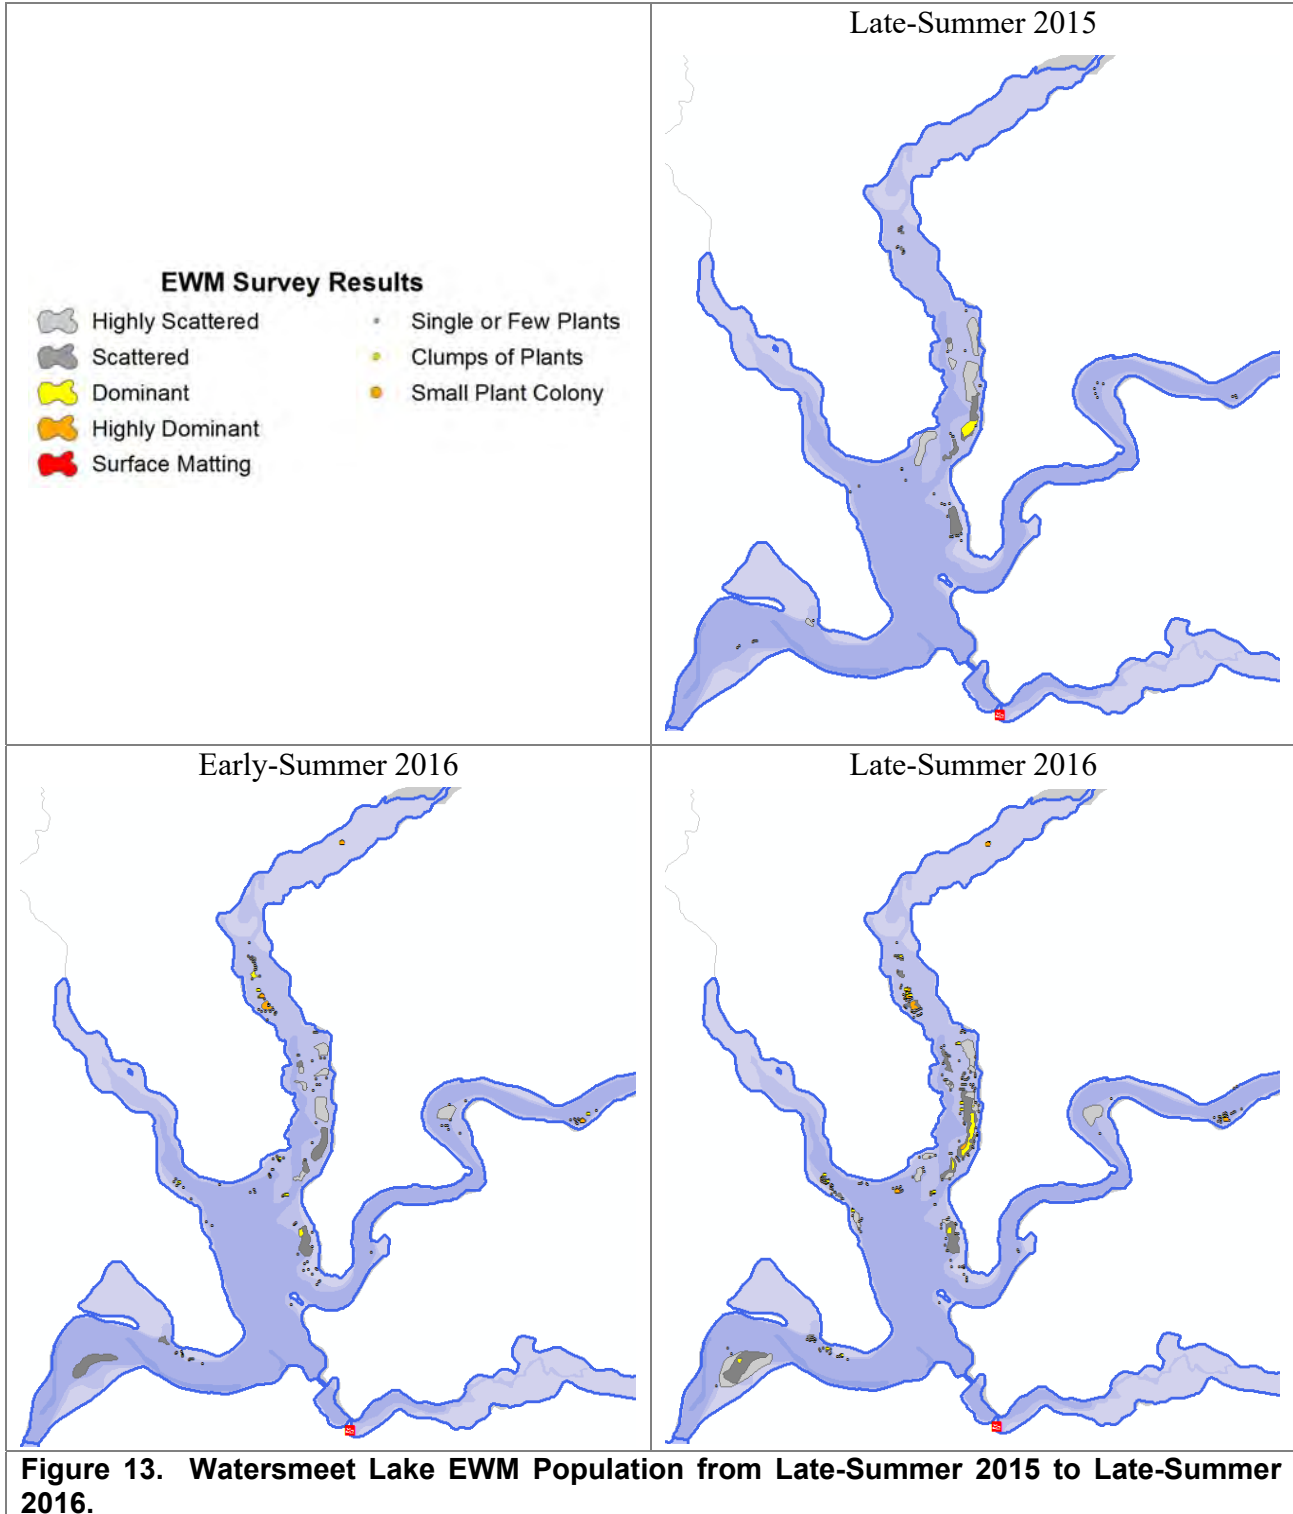 Late-Summer 2015
EWM Survey Results
Highly Scattered
Single or Few Plants
Scattered
Clumps of Plants
Dominant
Small Plant Colony
Highly Dominant
Surface Matting
Early-Summer 2016
Late-Summer 2016
Figure 13. Watersmeet Lake EWM Population from Late-Summer 2015 to Late-Summer
2016.